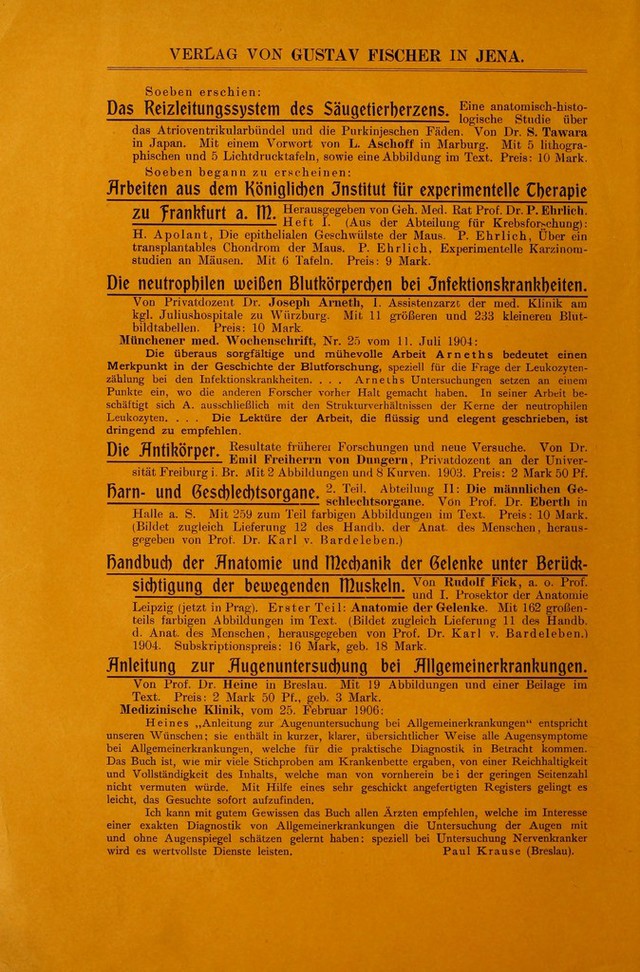 VERLAG VON GUSTAV FISCHER IN JENA.
Soeben erschien:
Das Reizleitungssystem des Säugetierherzens. Eine anatomisch-histo-
logische Studie über
das Atrioventrikularbündel und die Purkinjeschen Fäden. Von Dr. S. Tawara
in Japan. Mit einem Vorwort von L. Aschoff in Marburg. Mit 5 lithogra-
phischen und 5 Lichtdrucktafeln, sowie eine Abbildung im Text. Preis: 10 Mark.
Soeben begann zu erscheinen:
Arbeiten aus dem Königlichen Institut für experimentelle Therapie
zu Frankfurt a. M. Herausgegeben von Geh. Med. Rat Prof. Dr. P. Ehrlich.
Heft I. (Aus der Abteilung für Krebsforschung):
H. Apolant, Die epithelialen Geschwülste der Maus. P. Ehrlich, Über ein
transplantables Chondrom der Maus. P. Ehrlich, Experimentelle Karzinom-
studien an Mäusen. Mit 6 Tafeln. Preis: 9 Mark.
Die neutrophilen weißen Blutkörperchen bei Infektionskrankheiten.
Von Privatdozent Dr. Joseph Arneth, I. Assistenzarzt der med. Klinik am
kgl. Juliushospitale zu Würzburg. Mit 11 größeren und 233 kleineren Blut-
bildtabellen. Preis: 10 Mark.
Münchener med. Wochenschrift, Nr. 25 vom 11. Juli 1904:
Die überaus sorgfältige und mühevolle Arbeit Arneths bedeutet einen
Merkpunkt in der Geschichte der Blutforschung, speziell für die Frage der Leukozyten-
zählung bei den Infektionskrankheiten. . . . Arneths Untersuchungen setzen an einem
Punkte ein, wo die anderen Forscher vorher Halt gemacht haben. In seiner Arbeit be-
schäftigt sich A. ausschließlich mit den Strukturverhältnissen der Kerne der neutrophilen
Leukozyten. . . . Die Lektüre der Arbeit, die flüssig und elegent geschrieben, ist
dringend zu empfehlen.
Die Antikörper. Resultate früherer Forschungen und neue Versuche. Von Dr.
Emil Freiherrn von Dungern, Privatdozent an der Univer-
sität Freiburg i. Br. Mit 2 Abbildungen und 8 Kurven. 1903. Preis: 2 Mark 50 Pf.
Harn- und Geschlechtsorgane. 2. Teil. Abteilung II: Die männlichen Ge-
schlechtsorgane. Von Prof. Dr. Eberth in
Halle a. S. Mit 259 zum Teil farbigen Abbildungen im Text. Preis: 10 Mark.
(Bildet zugleich Lieferung 12 des Handb. der Anat. des Menschen, heraus-
gegeben von Prof. Dr. Karl v. Bardeleben.)
Handbuch der Anatomie und Mechanik der Gelenke unter Berück-
sichtigung der bewegenden Muskeln. Von Rudolf Fick, a. o. Prof.
und I. Prosektor der Anatomie
Leipzig (jetzt in Prag). Erster Teil: Anatomie der Gelenke. Mit 162 großen-
teils farbigen Abbildungen im Text. (Bildet zugleich Lieferung 11 des Handb.
d. Anat. des Menschen, herausgegeben von Prof. Dr. Karl v. Bardeleben.)
1904. Subskriptionspreis: 16 Mark, geb. 18 Mark.
Anleitung zur Augenuntersuchung bei Allgemeinerkrankungen.
Von Prof. Dr. Heine in Breslau. Mit 19 Abbildungen und einer Beilage im
Text. Preis: 2 Mark 50 Pf., geb. 3 Mark.
Medizinische Klinik, vom 25. Februar 1906:
Heines „Anleitung zur Augenuntersuchung bei Allgemeinerkrankungen“ entspricht
unseren Wünschen; sie enthält in kurzer, klarer, übersichtlicher Weise alle Augensymptome
bei Allgemeinerkrankungen, welche für die praktische Diagnostik in Betracht kommen.
Das Buch ist, wie mir viele Stichproben am Krankenbette ergaben, von einer Reichhaltigkeit
und Vollständigkeit des Inhalts, welche man von vornherein bei der geringen Seitenzahl
nicht vermuten würde. Mit Hilfe eines sehr geschickt angefertigten Registers gelingt es
leicht, das Gesuchte sofort aufzufinden.
Ich kann mit gutem Gewissen das Buch allen Ärzten empfehlen, welche im Interesse
einer exakten Diagnostik von Allgemeinerkrankungen die Untersuchung der Augen mit
und ohne Augenspiegel schätzen gelernt haben; speziell bei Untersuchung Nervenkranker
wird es wertvollste Dienste leisten. Paul Krause (Breslau).